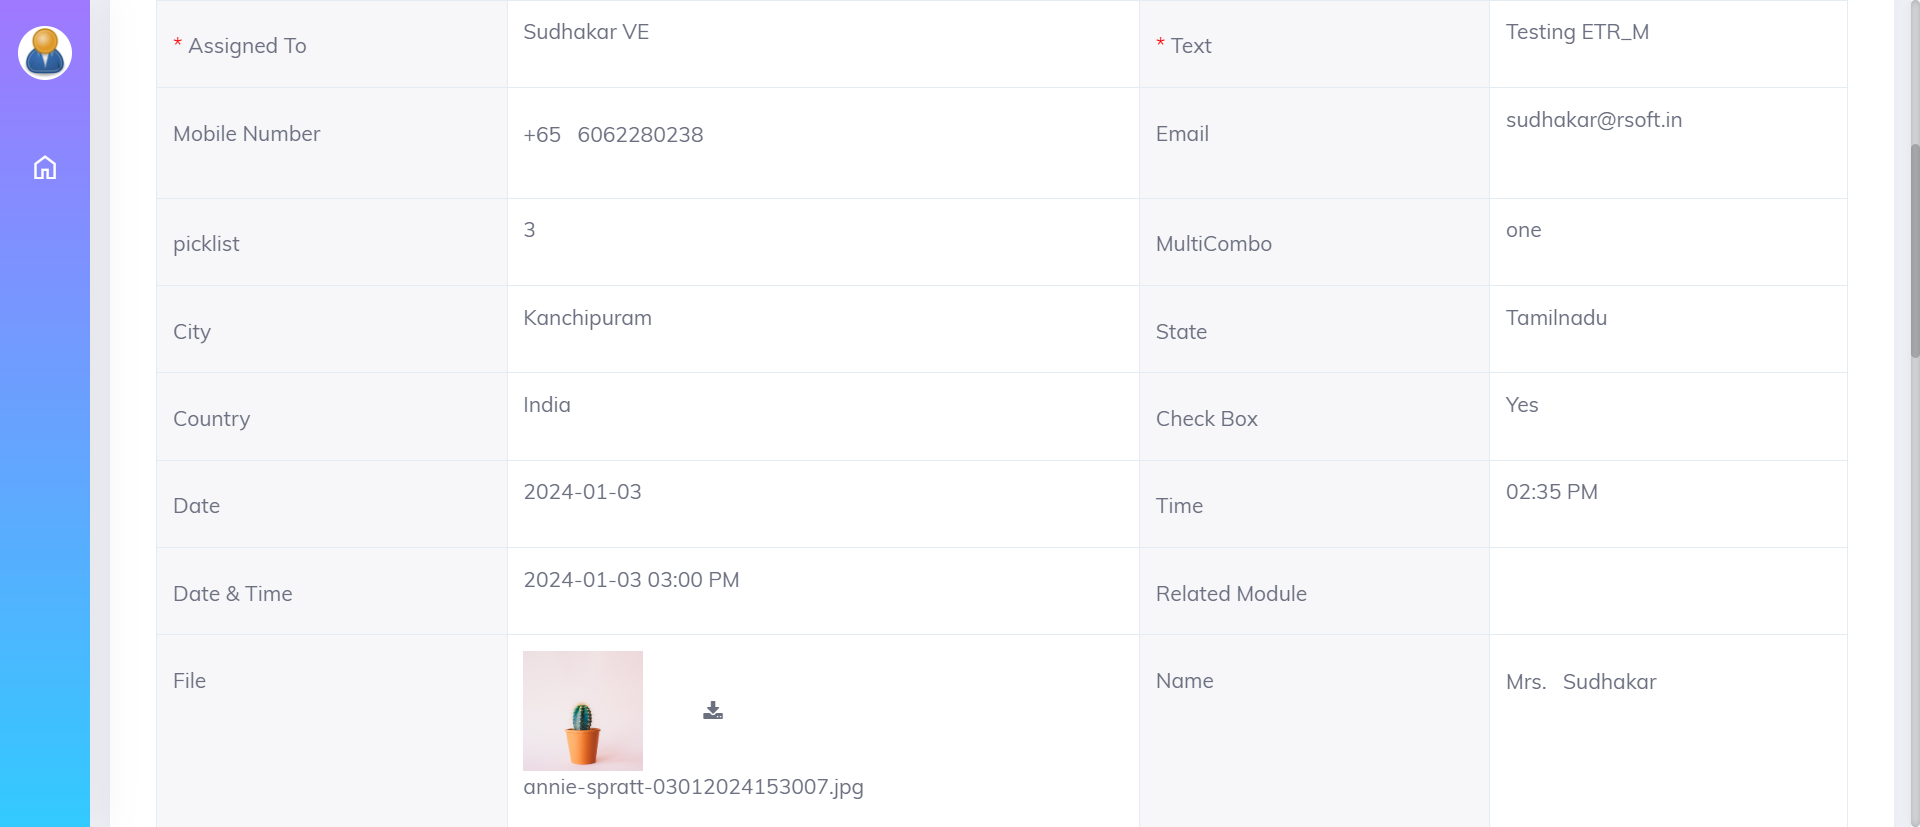 * Assigned To
Sudhakar VE
* Text
Testing ETR_M
Mobile Number
+65 6062280238
Email
sudhakar@rsoft.in
picklist
3
MultiCombo
one
City
Kanchipuram
State
Tamilnadu
Country
India
Check Box
Yes
Date
2024-01-03
Time
02:35 PM
Date & Time
2024-01-03 03:00 PM
Related Module
File
annie-spratt-03012024153007.jpg
Name
Mrs. Sudhakar